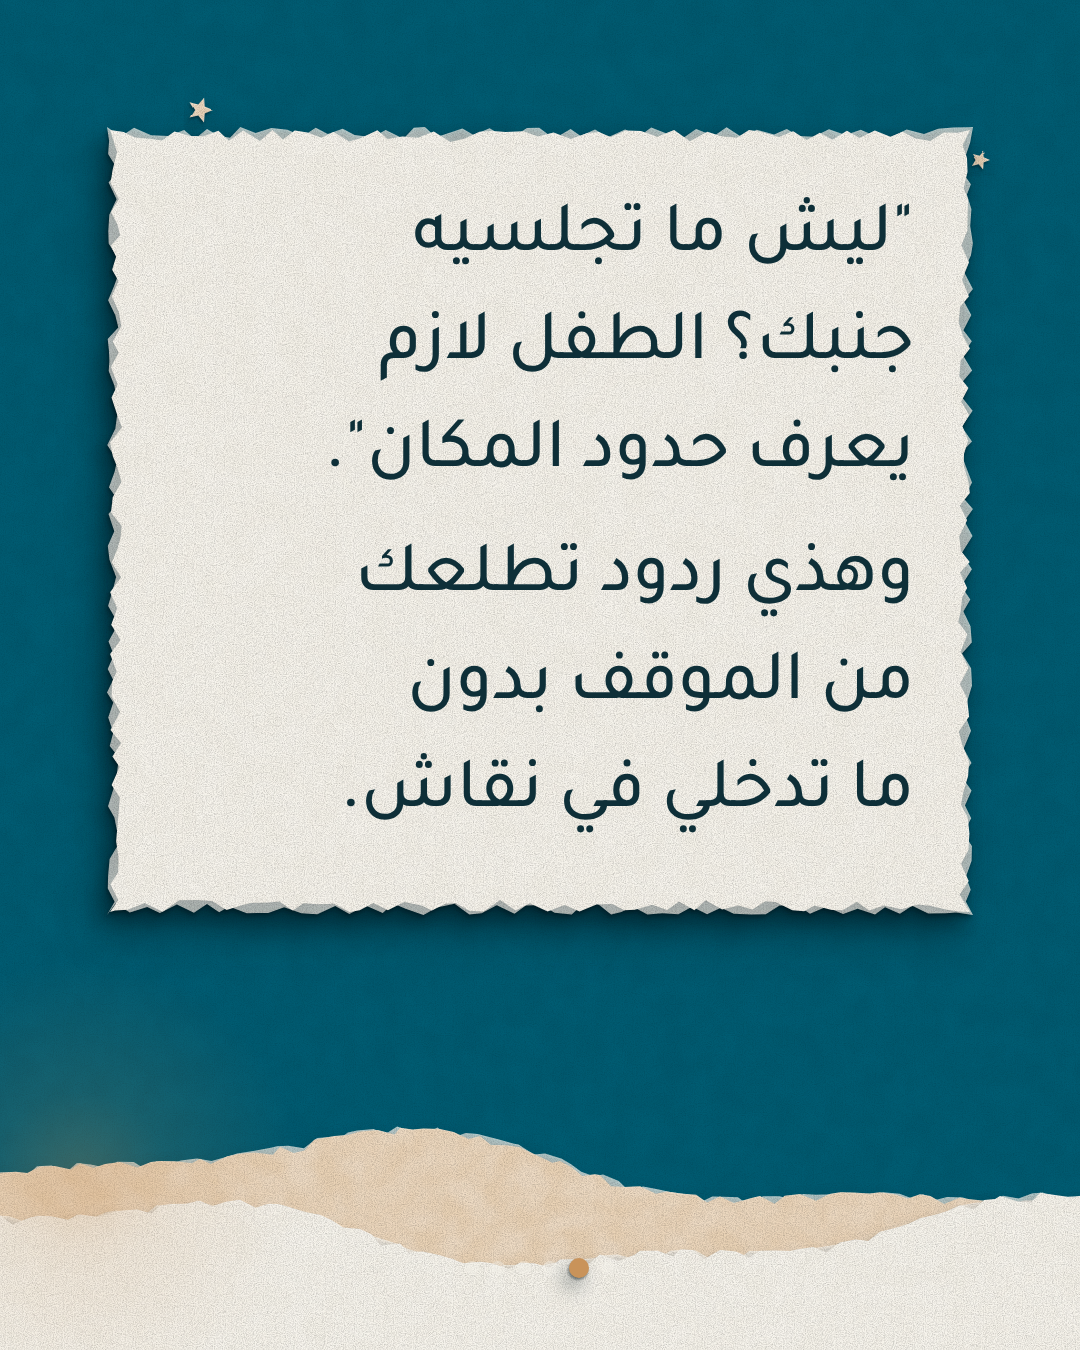 "ليش ما تجلسيه
جنبك؟ الطفل لازم
يعرف حدود المكان".
وهذي ردود تطلعك
من الموقف بدون
ما تدخلي في نقاش.